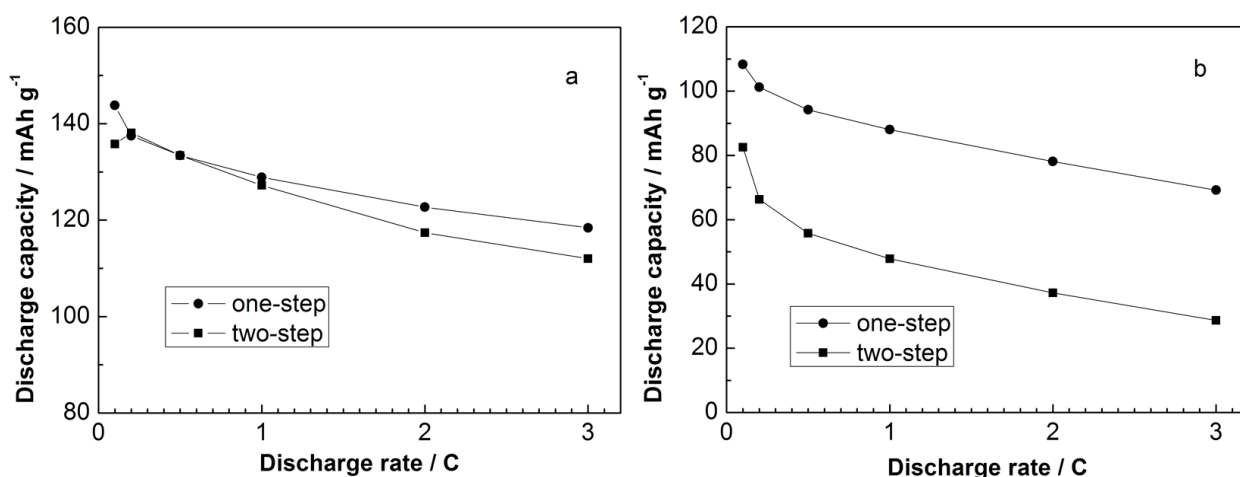 160
140
120
100
80
0
1
2
3
Discharge capacity / mAh g⁻¹
Discharge rate / C
a
one-step
two-step
120
100
80
60
40
20
0
0
1
2
3
Discharge capacity / mAh g⁻¹
Discharge rate / C
b
one-step
two-step